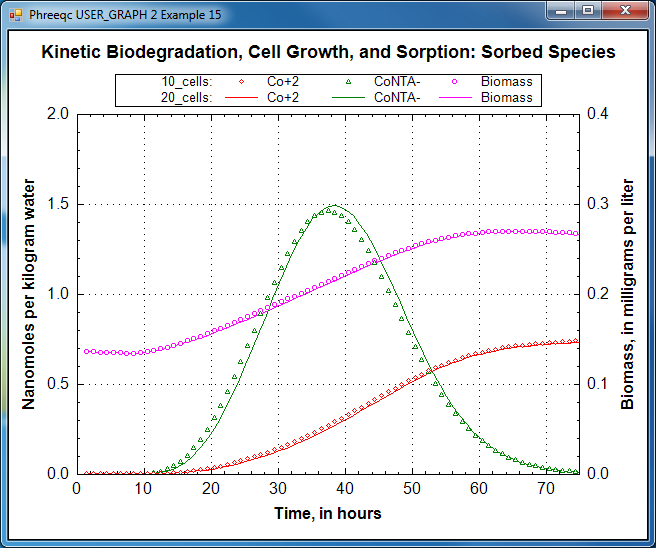 Phreeqc USER_GRAPH 2 Example 15
Kinetic Biodegradation, Cell Growth, and Sorption: Sorbed Species
10_cells: Co+2 CoNTA- Biomass
20_cells: Co+2 CoNTA- Biomass
2.0
1.5
1.0
0.5
0.0
Nanomoles per kilogram water
0.4
0.3
0.2
0.1
0.0
Biomass, in milligrams per liter
0 10 20 30 40 50 60 70
Time, in hours